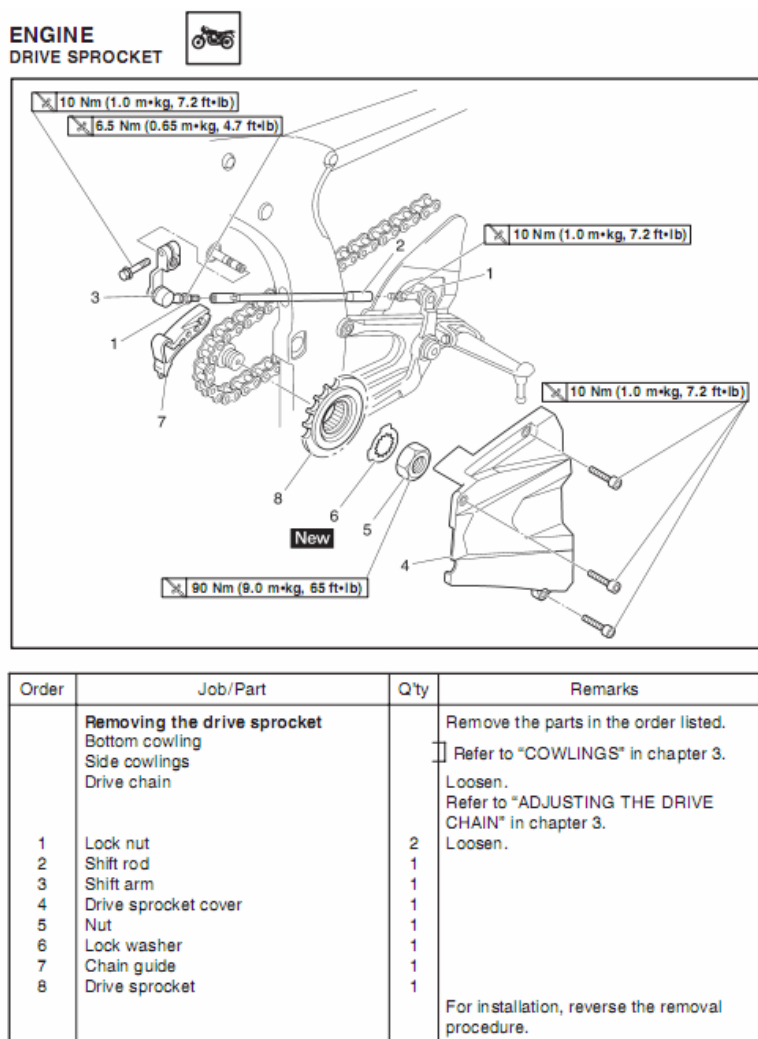 ENGINE
DRIVE SPROCKET
10 Nm (1.0 m•kg, 7.2 ft•lb)
6.5 Nm (0.65 m•kg, 4.7 ft•lb)
2
10 Nm (1.0 m•kg, 7.2 ft•lb)
1
3
1
10 Nm (1.0 m•kg, 7.2 ft•lb)
7
8
6
New
5
4
90 Nm (9.0 m•kg, 65 ft•lb)
Order Job/Part Q'ty Remarks
Removing the drive sprocket Remove the parts in the order listed.
Bottom cowling
Side cowlings Refer to "COWLINGS" in chapter 3.
Drive chain Loosen.
Refer to "ADJUSTING THE DRIVE
CHAIN" in chapter 3.
1 Lock nut 2 Loosen.
2 Shift rod 1
3 Shift arm 1
4 Drive sprocket cover 1
5 Nut 1
6 Lock washer 1
7 Chain guide 1
8 Drive sprocket 1
For installation, reverse the removal
procedure.